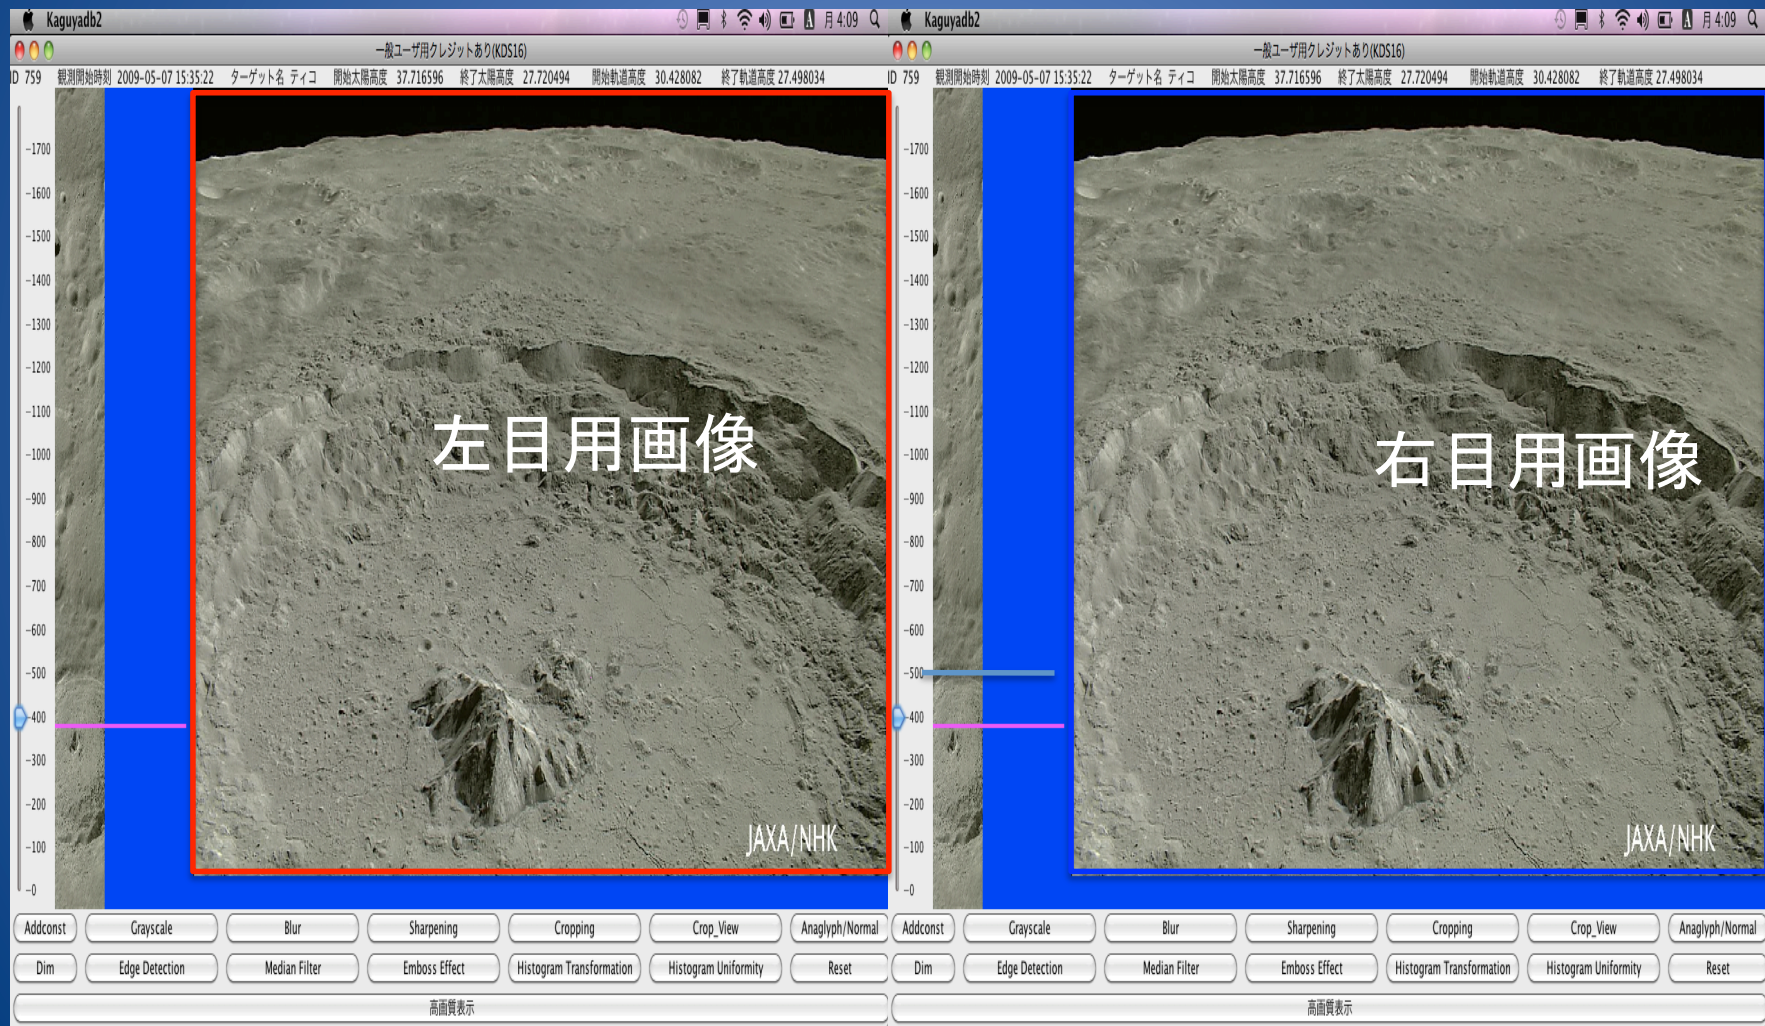 Kaguyadb2
A 月4:09
一般ユーザ用クレジットあり(KDS16)
ID 759 観測開始時刻 2009-05-07 15:35:22 ターゲット名 ティコ 開始太陽高度 37.716596 終了太陽高度 27.720494 開始軌道高度 30.428082 終了軌道高度 27.498034
-1700
-1600
-1500
-1400
-1300
-1200
-1100
-1000
-900
-800
-700
-600
-500
-400
-300
-200
-100
-0
左目用画像
JAXA/NHK
Addconst Grayscale Blur Sharpening Cropping Crop_View Anaglyph/Normal
Dim Edge Detection Median Filter Emboss Effect Histogram Transformation Histogram Uniformity Reset
高画質表示
Kaguyadb2
A 月4:09
一般ユーザ用クレジットあり(KDS16)
ID 759 観測開始時刻 2009-05-07 15:35:22 ターゲット名 ティコ 開始太陽高度 37.716596 終了太陽高度 27.720494 開始軌道高度 30.428082 終了軌道高度 27.498034
-1700
-1600
-1500
-1400
-1300
-1200
-1100
-1000
-900
-800
-700
-600
-500
-400
-300
-200
-100
-0
右目用画像
JAXA/NHK
Addconst Grayscale Blur Sharpening Cropping Crop_View Anaglyph/Normal
Dim Edge Detection Median Filter Emboss Effect Histogram Transformation Histogram Uniformity Reset
高画質表示